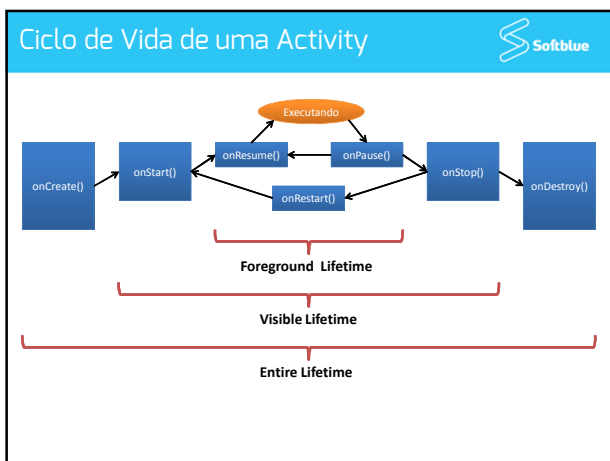 Ciclo de Vida de uma Activity
Softblue
Executando
onCreate()
onStart()
onResume()
onPause()
onRestart()
onStop()
onDestroy()
Foreground Lifetime
Visible Lifetime
Entire Lifetime